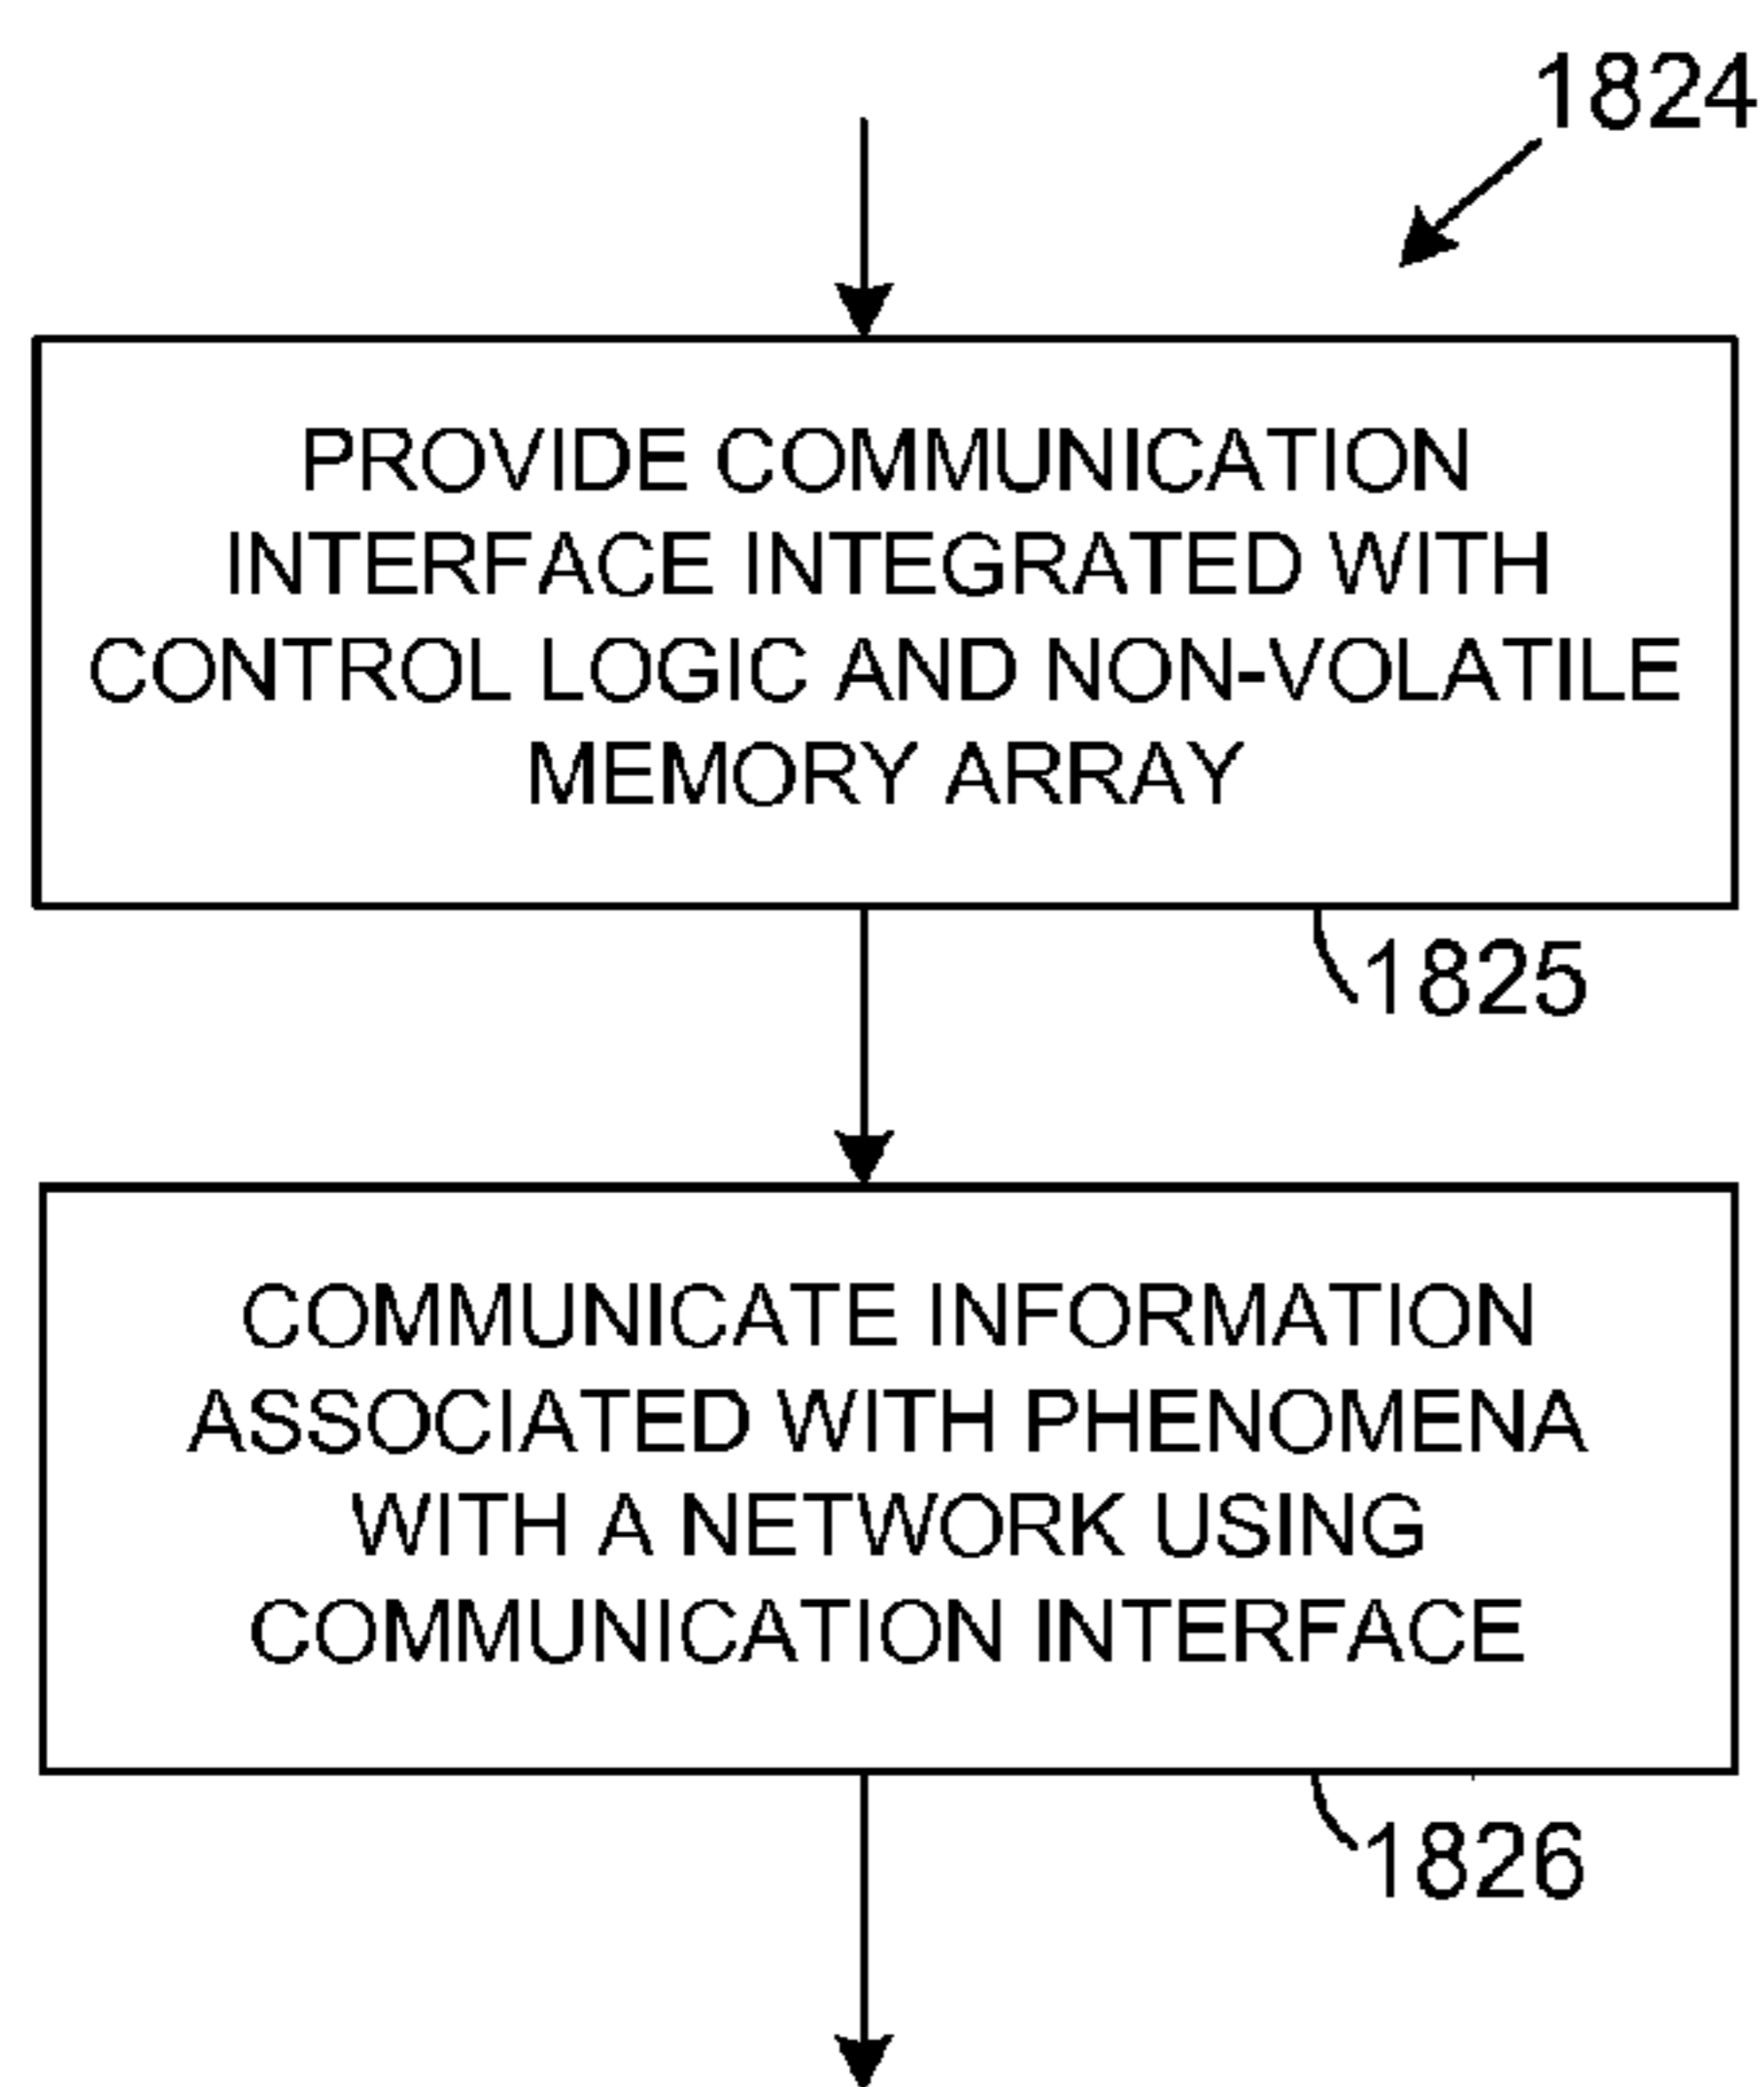 1824
PROVIDE COMMUNICATION
INTERFACE INTEGRATED WITH
CONTROL LOGIC AND NON-VOLATILE
MEMORY ARRAY
1825
COMMUNICATE INFORMATION
ASSOCIATED WITH PHENOMENA
WITH A NETWORK USING
COMMUNICATION INTERFACE
1826